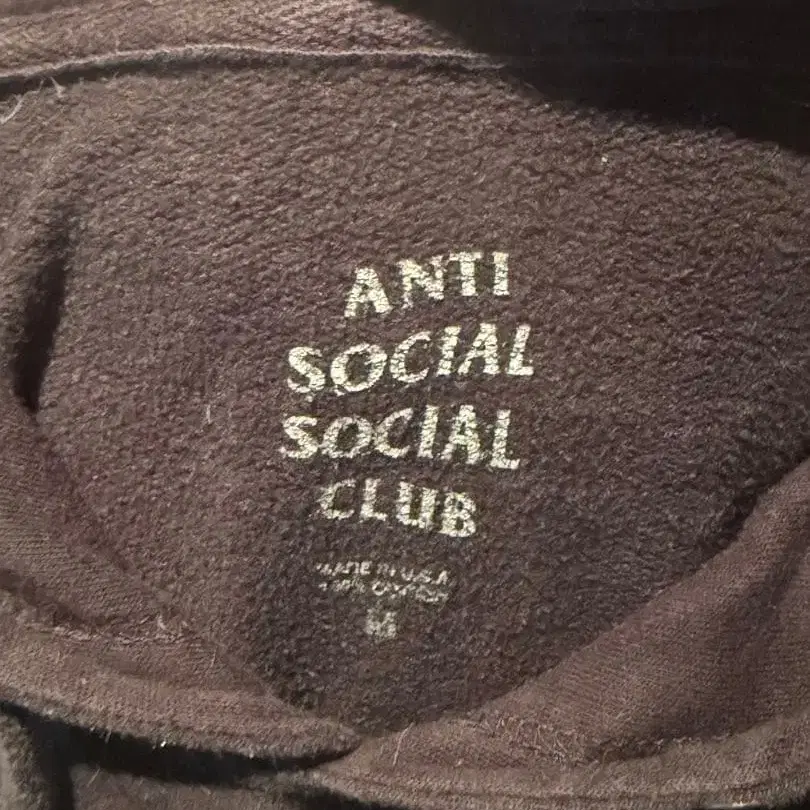 ANTI
SOCIAL
SOCIAL
CLUB
MADE IN U.S.A
100% COTTON
M